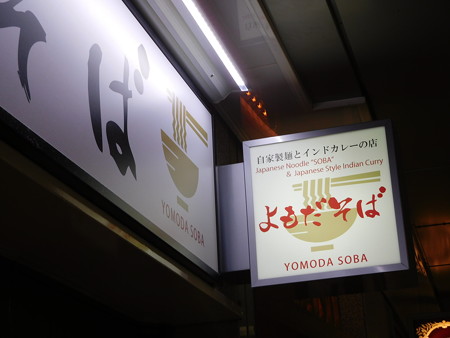 そば
YOMODA SOBA
自家製麺とインドカレーの店
Japanese Noodle "SOBA"
& Japanese Style Indian Curry
よもだそば
YOMODA SOBA